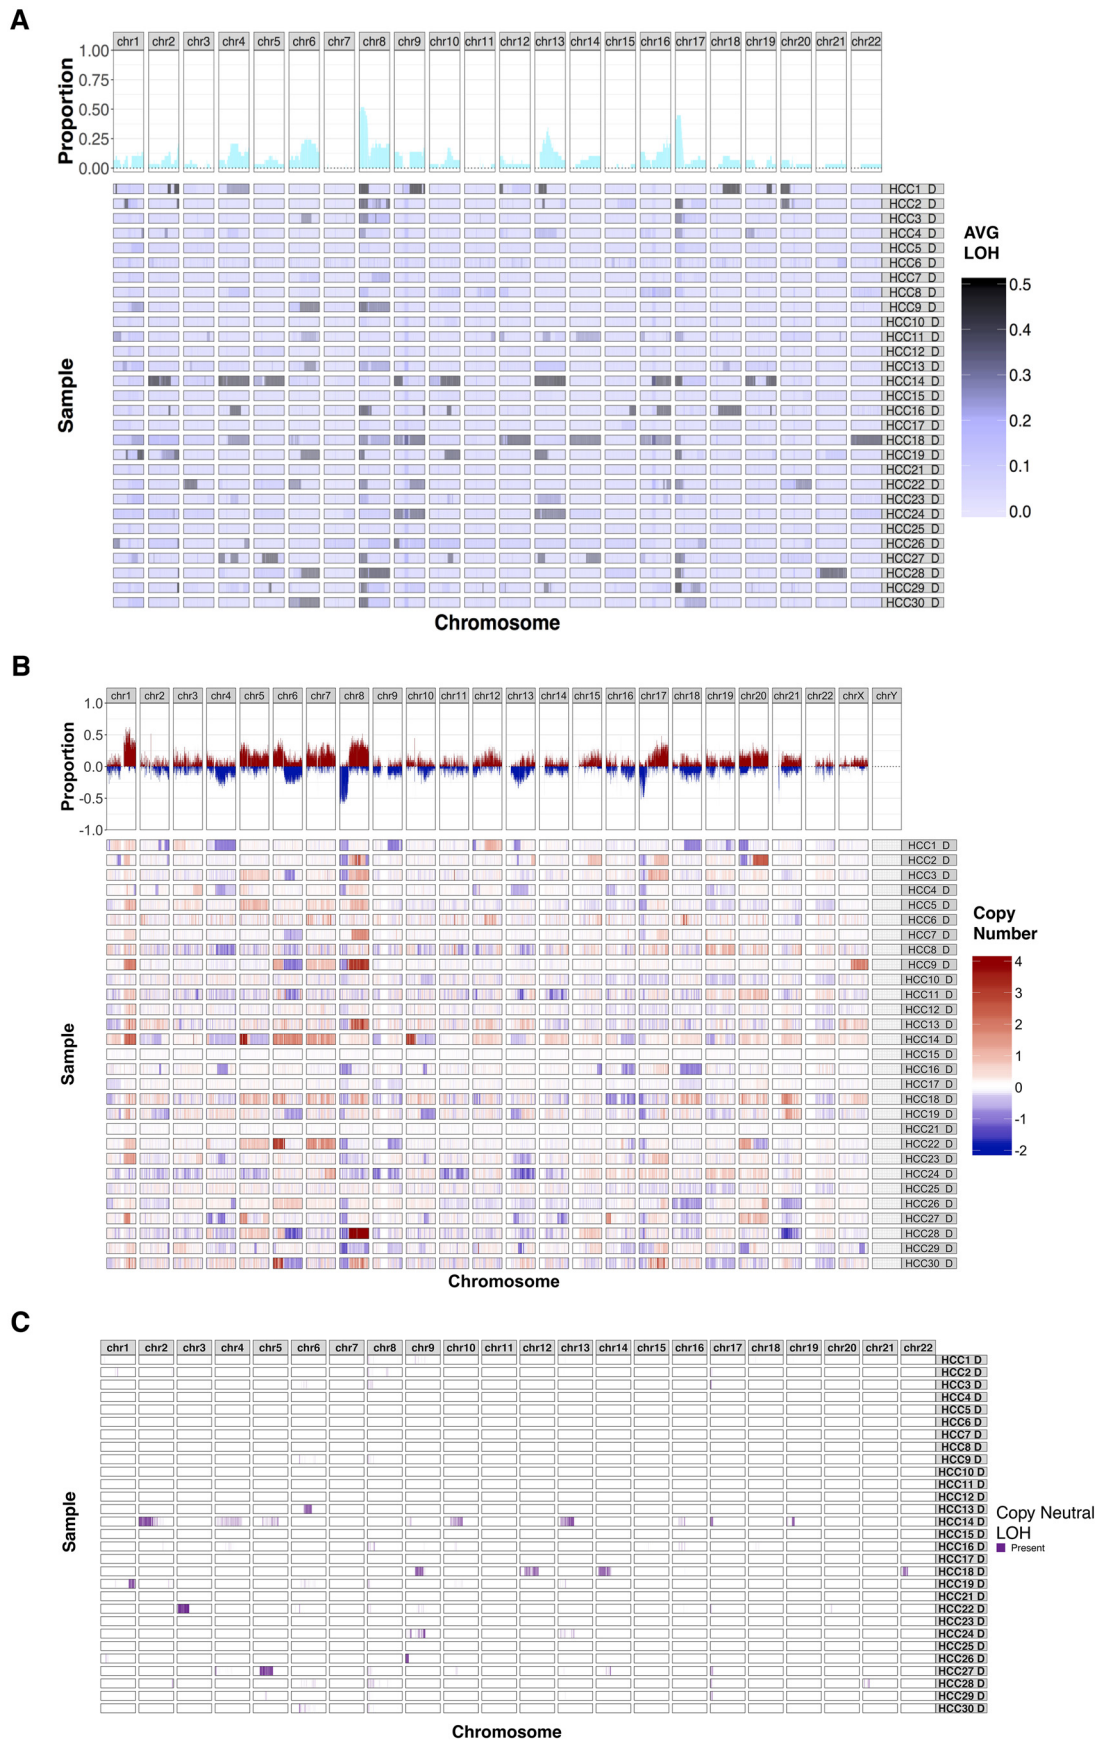 A
chr1 chr2 chr3 chr4 chr5 chr6 chr7 chr8 chr9 chr10 chr11 chr12 chr13 chr14 chr15 chr16 chr17 chr18 chr19 chr20 chr21 chr22
Proportion
1.00
0.75
0.50
0.25
0.00
Sample
HCC1 D
HCC2 D
HCC3 D
HCC4 D
HCC5 D
HCC6 D
HCC7 D
HCC8 D
HCC9 D
HCC10 D
HCC11 D
HCC12 D
HCC13 D
HCC14 D
HCC15 D
HCC16 D
HCC17 D
HCC18 D
HCC19 D
HCC21 D
HCC22 D
HCC23 D
HCC24 D
HCC25 D
HCC26 D
HCC27 D
HCC28 D
HCC29 D
HCC30 D
Chromosome
AVG
LOH
0.5
0.4
0.3
0.2
0.1
0.0
B
chr1 chr2 chr3 chr4 chr5 chr6 chr7 chr8 chr9 chr10 chr11 chr12 chr13 chr14 chr15 chr16 chr17 chr18 chr19 chr20 chr21 chr22 chrX chrY
Proportion
1.0
0.5
0.0
-0.5
-1.0
Sample
HCC1 D
HCC2 D
HCC3 D
HCC4 D
HCC5 D
HCC6 D
HCC7 D
HCC8 D
HCC9 D
HCC10 D
HCC11 D
HCC12 D
HCC13 D
HCC14 D
HCC15 D
HCC16 D
HCC17 D
HCC18 D
HCC19 D
HCC21 D
HCC22 D
HCC23 D
HCC24 D
HCC25 D
HCC26 D
HCC27 D
HCC28 D
HCC29 D
HCC30 D
Chromosome
Copy
Number
4
3
2
1
0
-1
-2
C
chr1 chr2 chr3 chr4 chr5 chr6 chr7 chr8 chr9 chr10 chr11 chr12 chr13 chr14 chr15 chr16 chr17 chr18 chr19 chr20 chr21 chr22
Sample
HCC1 D
HCC2 D
HCC3 D
HCC4 D
HCC5 D
HCC6 D
HCC7 D
HCC8 D
HCC9 D
HCC10 D
HCC11 D
HCC12 D
HCC13 D
HCC14 D
HCC15 D
HCC16 D
HCC17 D
HCC18 D
HCC19 D
HCC21 D
HCC22 D
HCC23 D
HCC24 D
HCC25 D
HCC26 D
HCC27 D
HCC28 D
HCC29 D
HCC30 D
Chromosome
Copy Neutral
LOH
Present